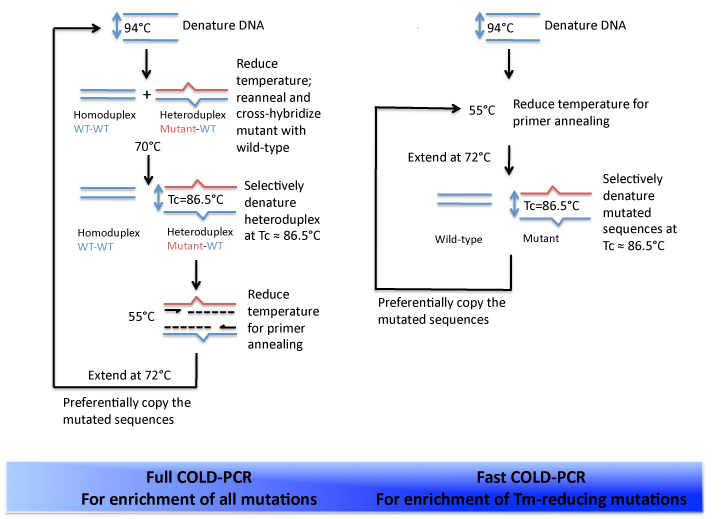 94°C
Denature DNA
Reduce
temperature;
reanneal and
cross-hybridize
mutant with
wild-type
+
Homoduplex
WT-WT
Heteroduplex
Mutant-WT
70°C
Tc=86.5°C
Selectively
denature
heteroduplex
at Tc ≈ 86.5°C
Homoduplex
WT-WT
Heteroduplex
Mutant-WT
55°C
Reduce
temperature
for primer
annealing
Extend at 72°C
Preferentially copy the
mutated sequences
94°C
Denature DNA
55°C
Reduce temperature for
primer annealing
Extend at 72°C
Tc=86.5°C
Selectively
denature
mutated
sequences at
Tc ≈ 86.5°C
Wild-type
Mutant
Preferentially copy the
mutated sequences
Full COLD-PCR
For enrichment of all mutations
Fast COLD-PCR
For enrichment of Tm-reducing mutations